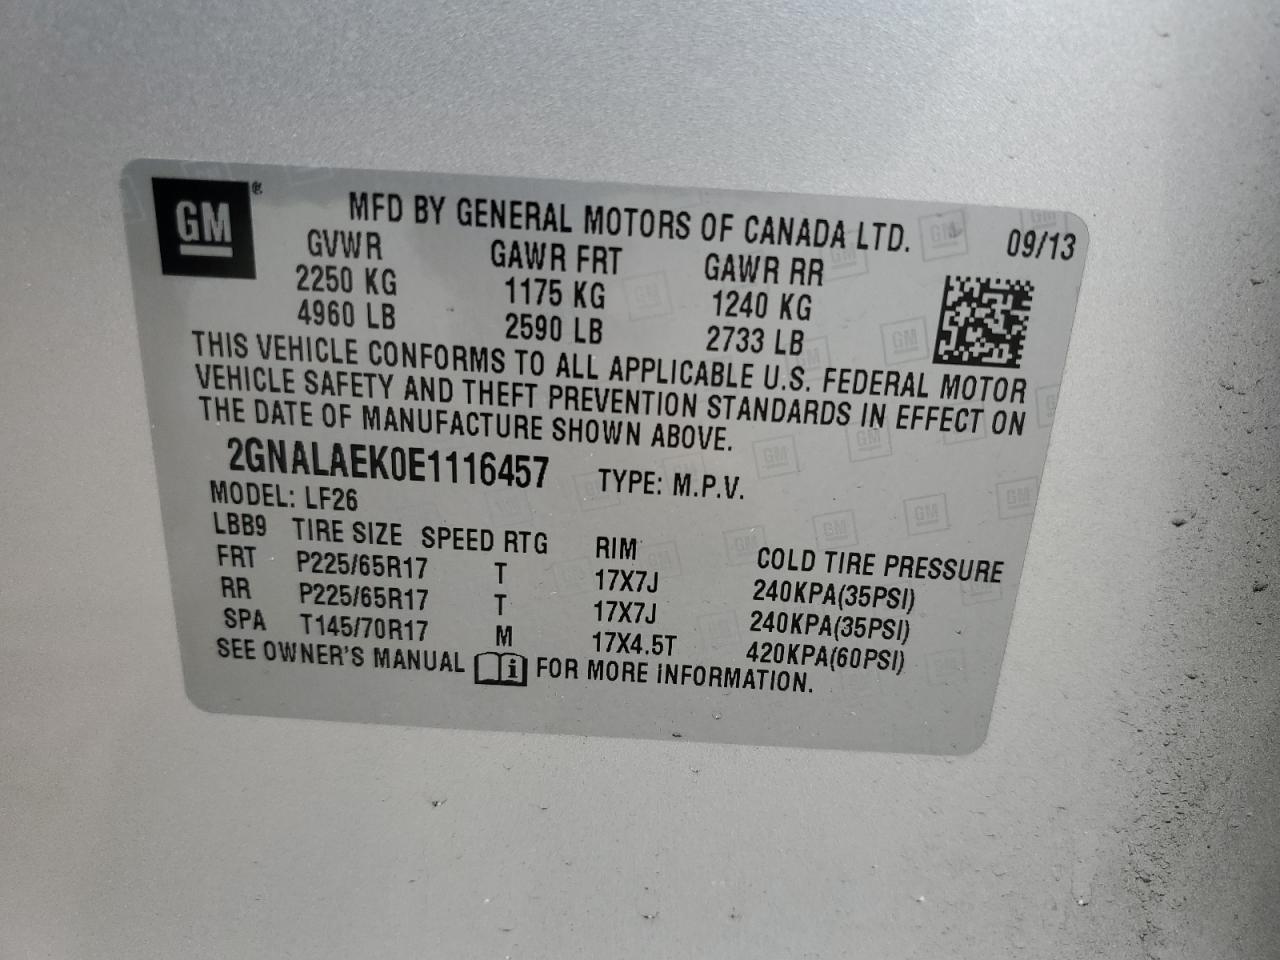 GM®
MFD BY GENERAL MOTORS OF CANADA LTD.
09/13
GVWR GAWR FRT GAWR RR
2250 KG 1175 KG 1240 KG
4960 LB 2590 LB 2733 LB
THIS VEHICLE CONFORMS TO ALL APPLICABLE U.S. FEDERAL MOTOR
VEHICLE SAFETY AND THEFT PREVENTION STANDARDS IN EFFECT ON
THE DATE OF MANUFACTURE SHOWN ABOVE.
2GNALAEK0E1116457 TYPE: M.P.V.
MODEL: LF26
LBB9 TIRE SIZE SPEED RTG RIM COLD TIRE PRESSURE
FRT P225/65R17 T 17X7J 240KPA(35PSI)
RR P225/65R17 T 17X7J 240KPA(35PSI)
SPA T145/70R17 M 17X4.5T 420KPA(60PSI)
SEE OWNER'S MANUAL i FOR MORE INFORMATION.